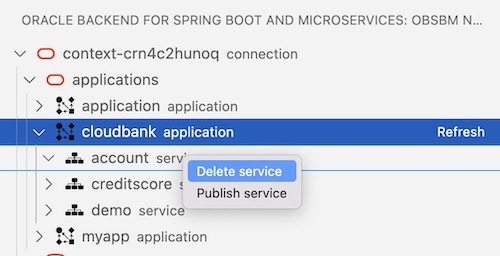 ORACLE BACKEND FOR SPRING BOOT AND MICROSERVICES: OBSBM N...
context-crn4c2hunoq connection
applications
application application
cloudbank application Refresh
account
Delete service
creditscore
Publish service
demo service
myapp application